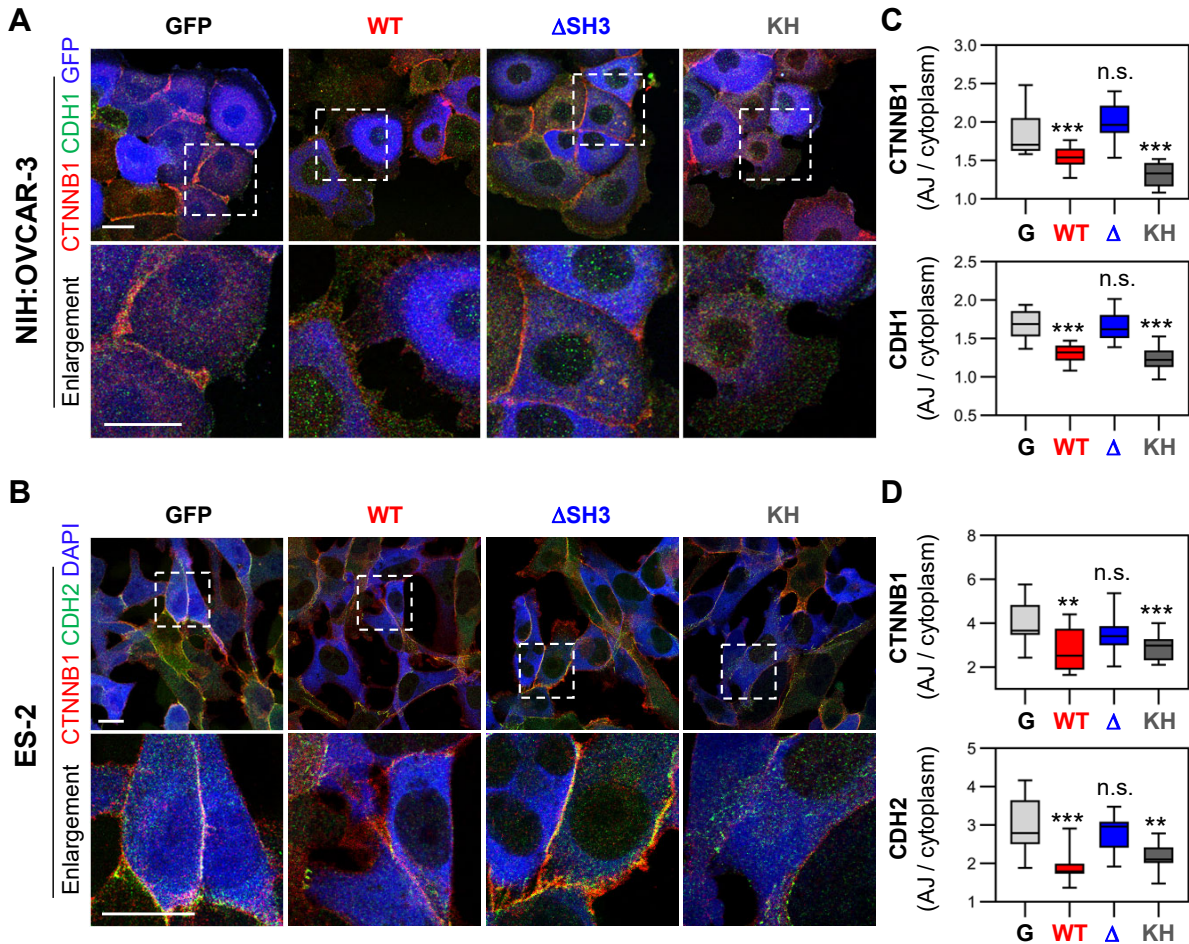 A
GFP
WT
ΔSH3
KH
NIH:OVCAR-3
CTNNB1 CDH1 GFP
Enlargement
C
CTNNB1
(AJ / cytoplasm)
3.0
2.5
2.0
1.5
1.0
***
n.s.
***
G
WT
Δ
KH
CDH1
(AJ / cytoplasm)
2.5
2.0
1.5
1.0
0.5
***
n.s.
***
G
WT
Δ
KH
B
GFP
WT
ΔSH3
KH
ES-2
CTNNB1 CDH2 DAPI
Enlargement
D
CTNNB1
(AJ / cytoplasm)
8
6
4
2
**
n.s.
***
G
WT
Δ
KH
CDH2
(AJ / cytoplasm)
5
4
3
2
1
***
n.s.
**
G
WT
Δ
KH